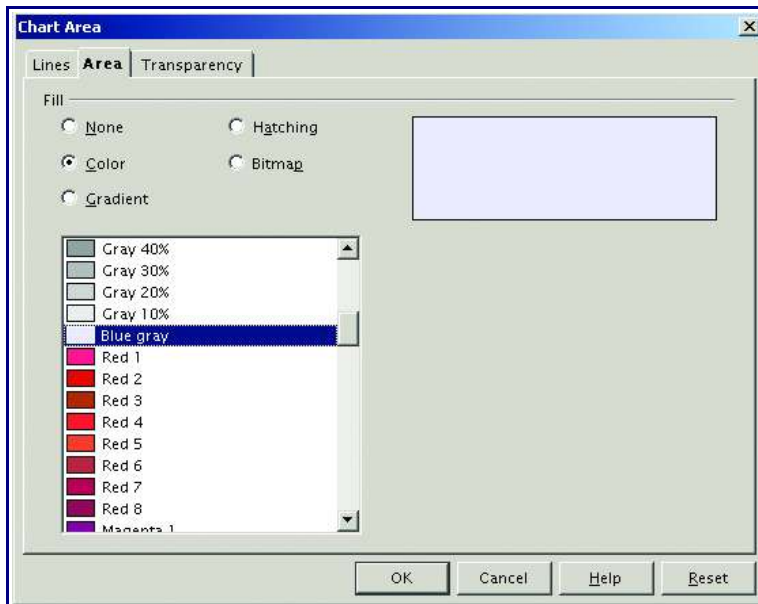 Chart Area
Lines Area Transparency
Fill
None Hatching
Color Bitmap
Gradient
Gray 40%
Gray 30%
Gray 20%
Gray 10%
Blue gray
Red 1
Red 2
Red 3
Red 4
Red 5
Red 6
Red 7
Red 8
Magenta 1
OK Cancel Help Reset